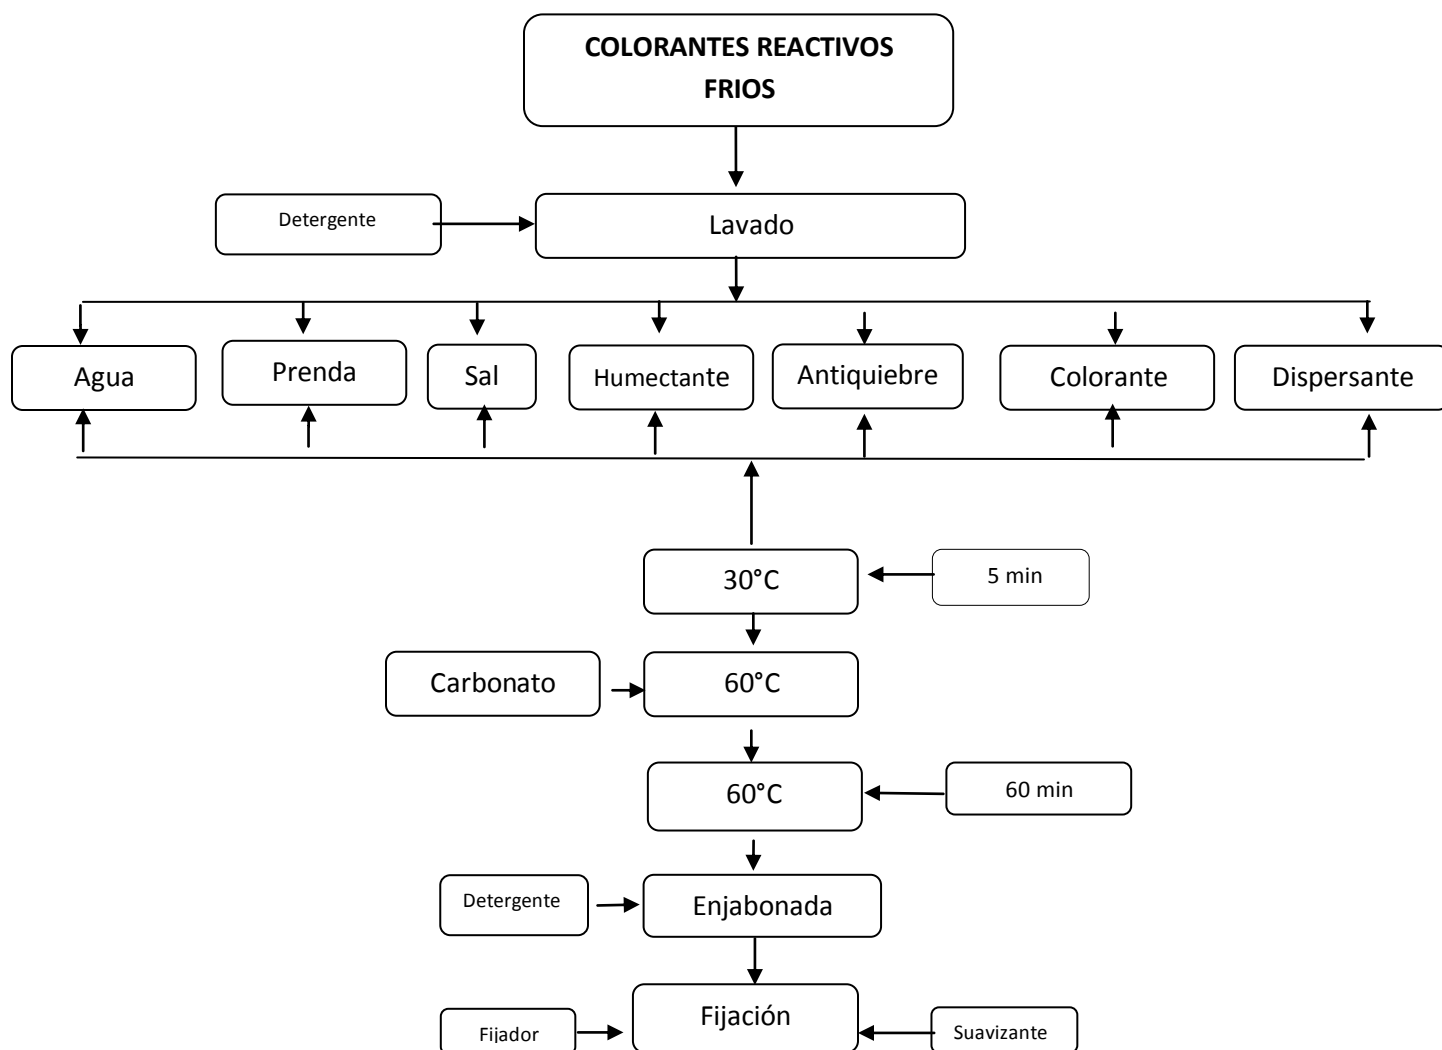 COLORANTES REACTIVOS
FRIOS
Detergente
Lavado
Agua
Prenda
Sal
Humectante
Antiquiebre
Colorante
Dispersante
30°C
5 min
Carbonato
60°C
60°C
60 min
Detergente
Enjabonada
Fijador
Fijación
Suavizante